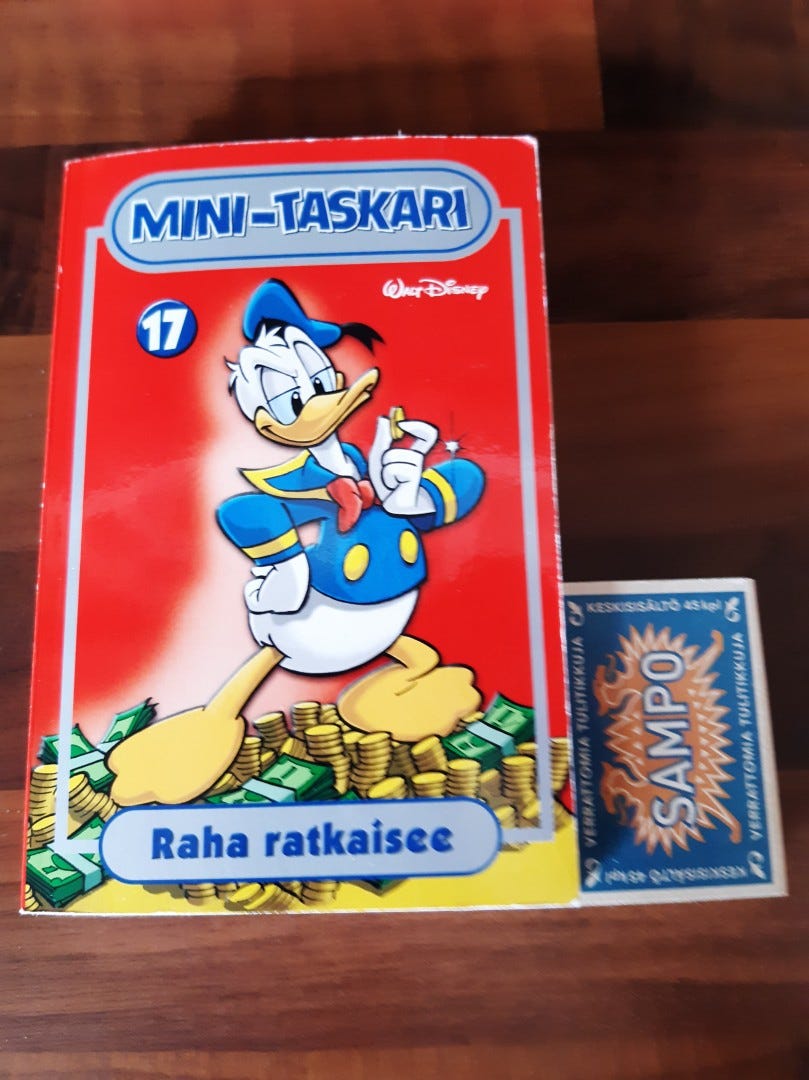 MINI-TASKARI
WALT DISNEY
17
Raha ratkaisee
KESKISISÄLTÖ 45 kpl
VERRATTOMIA TULITIKKUJA
SAMPO
VERRATTOMIA TULITIKKUJA
KESKISISÄLTÖ 45 kpl